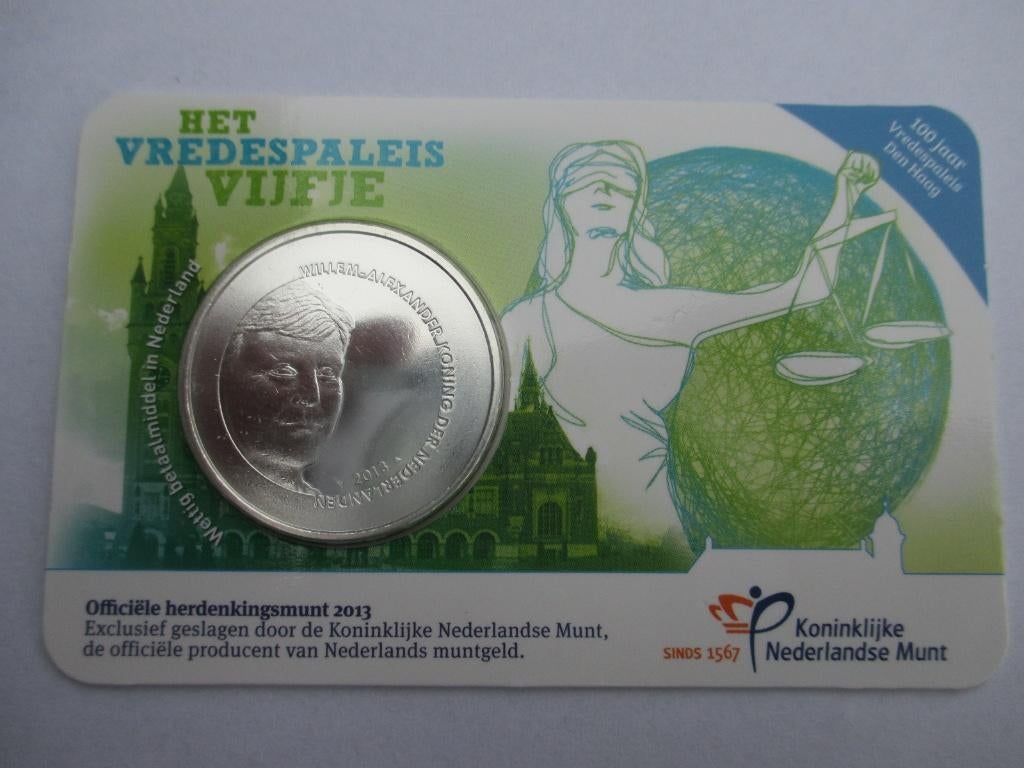 HET
VREDESPALEIS
VIJFJE
100 jaar
Vredespaleis
Den Haag
Wettig betaalmiddel in Nederland
WILLEM-ALEXANDER KONING DER NEDERLANDEN
2013
Officiële herdenkingsmunt 2013
Exclusief geslagen door de Koninklijke Nederlandse Munt,
de officiële producent van Nederlands muntgeld.
SINDS 1567
Koninklijke
Nederlandse Munt